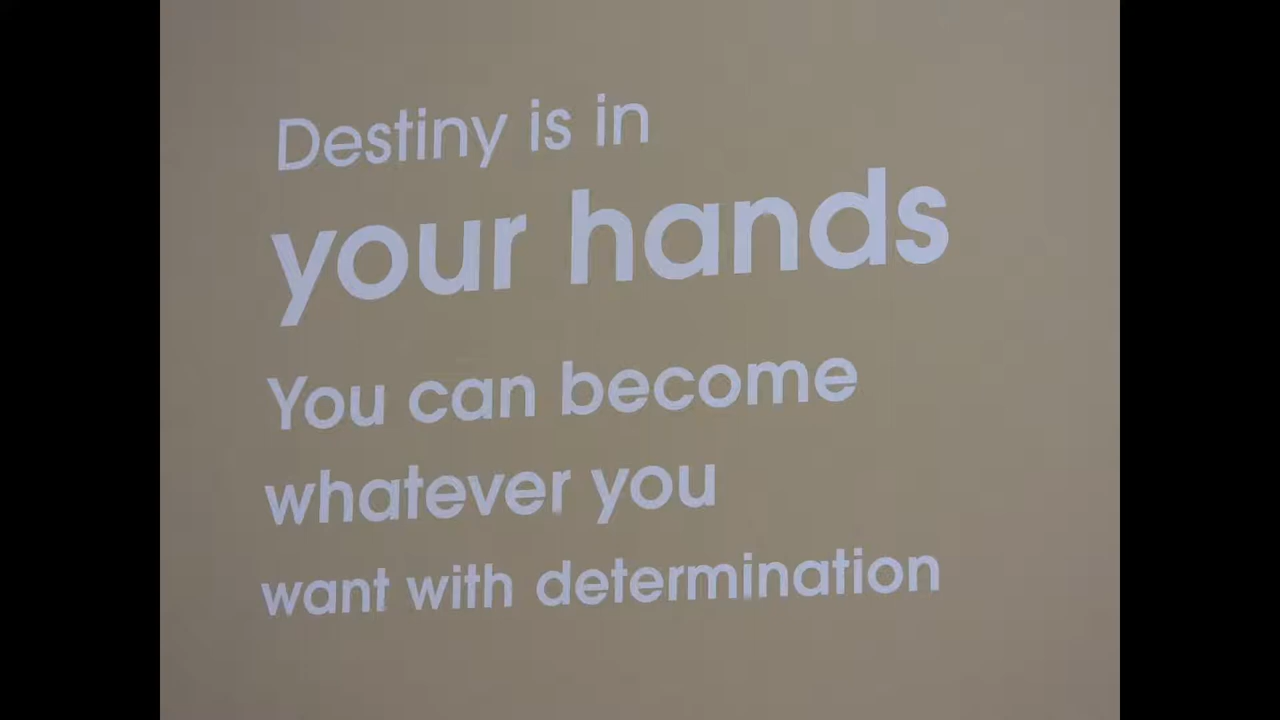 Destiny is in
your hands
You can become
whatever you
want with determination